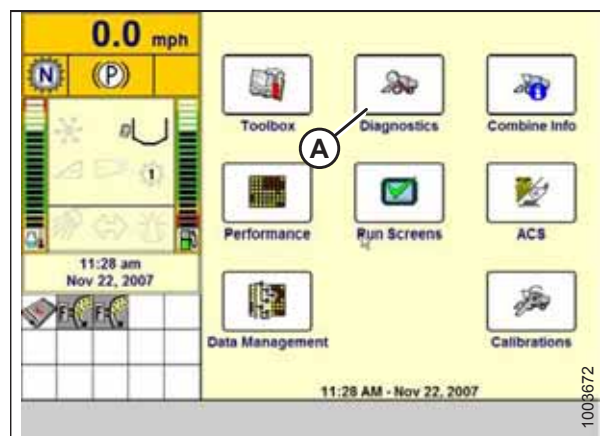 0.0 mph
N (P)
1
11:28 am
Nov 22, 2007
F F
Toolbox
Diagnostics
Combine Info
A
Performance
Run Screens
ACS
Data Management
Calibrations
11:28 AM - Nov 22, 2007
1003672